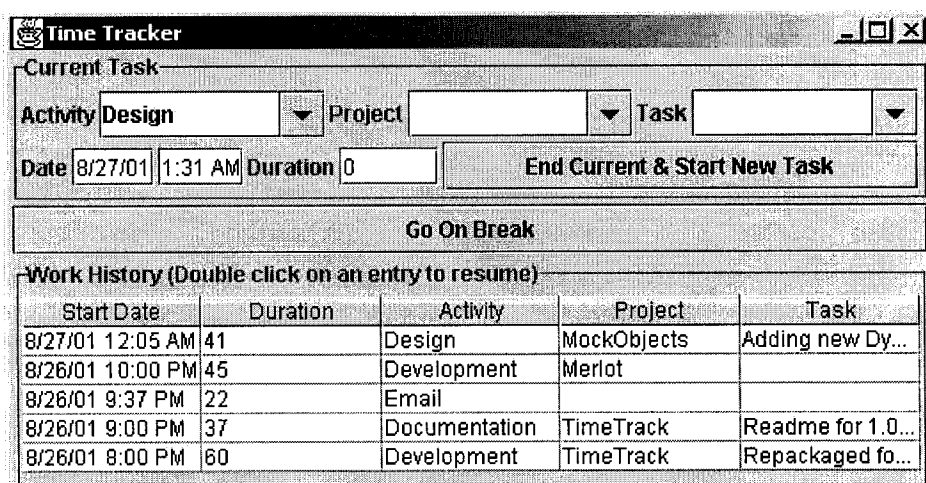 Time Tracker
Current Task
Activity Design Project Task
Date 8/27/01 1:31 AM Duration 0 End Current & Start New Task
Go On Break
Work History (Double click on an entry to resume)
Start Date Duration Activity Project Task
8/27/01 12:05 AM 41 Design MockObjects Adding new Dy...
8/26/01 10:00 PM 45 Development Merlot
8/26/01 9:37 PM 22 Email
8/26/01 9:00 PM 37 Documentation TimeTrack Readme for 1.0...
8/26/01 8:00 PM 60 Development TimeTrack Repackaged fo...